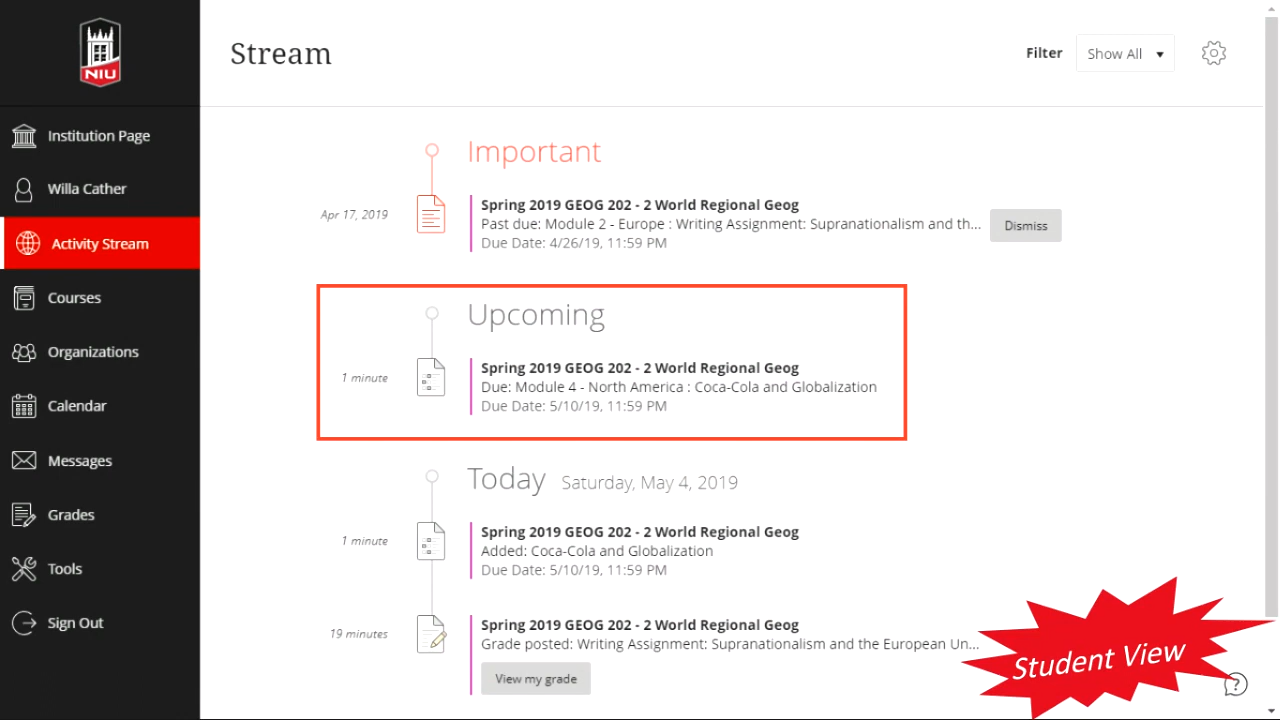 NIU
Institution Page
Willa Cather
Activity Stream
Courses
Organizations
Calendar
Messages
Grades
Tools
Sign Out
Stream
Filter
Show All
Important
Apr 17, 2019
Spring 2019 GEOG 202 - 2 World Regional Geog
Past due: Module 2 - Europe : Writing Assignment: Supranationalism and th...
Due Date: 4/26/19, 11:59 PM
Dismiss
Upcoming
1 minute
Spring 2019 GEOG 202 - 2 World Regional Geog
Due: Module 4 - North America : Coca-Cola and Globalization
Due Date: 5/10/19, 11:59 PM
Today Saturday, May 4, 2019
1 minute
Spring 2019 GEOG 202 - 2 World Regional Geog
Added: Coca-Cola and Globalization
Due Date: 5/10/19, 11:59 PM
19 minutes
Spring 2019 GEOG 202 - 2 World Regional Geog
Grade posted: Writing Assignment: Supranationalism and the European Un...
View my grade
Student View
?